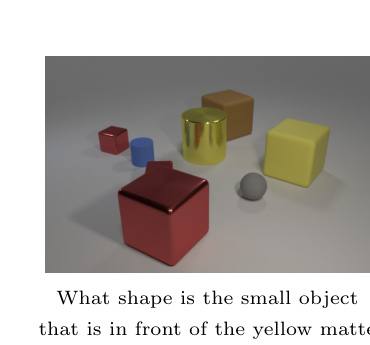 What shape is the small object
that is in front of the yellow matte